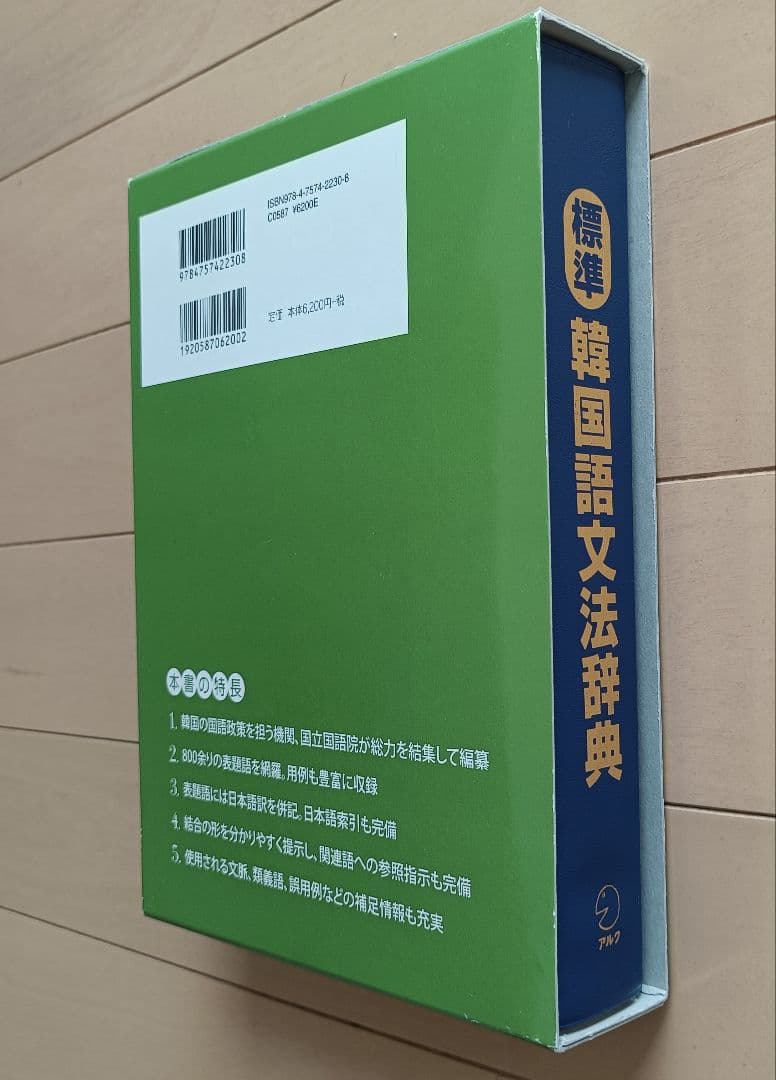 ISBN978-4-7574-2230-8
C0587 ¥6200E
9784757422308
1920587062002
定価 本体6,200円+税
本書の特長
1. 韓国の国語政策を担う機関、国立国語院が総力を結集して編纂
2. 800余りの表題語を網羅。用例も豊富に収録
3. 表題語には日本語訳を併記。日本語索引も完備
4. 結合の形を分かりやすく提示し、関連語への参照指示も完備
5. 使用される文脈、類義語、誤用例などの補足情報も充実
標準
韓国語文法辞典
アルク